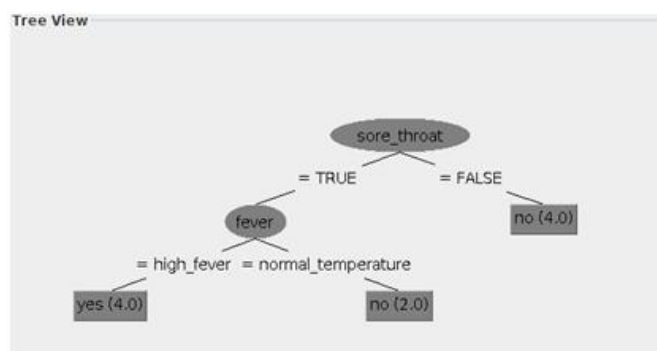 Tree View
sore_throat
= TRUE
= FALSE
fever
no (4.0)
= high_fever
= normal_temperature
yes (4.0)
no (2.0)